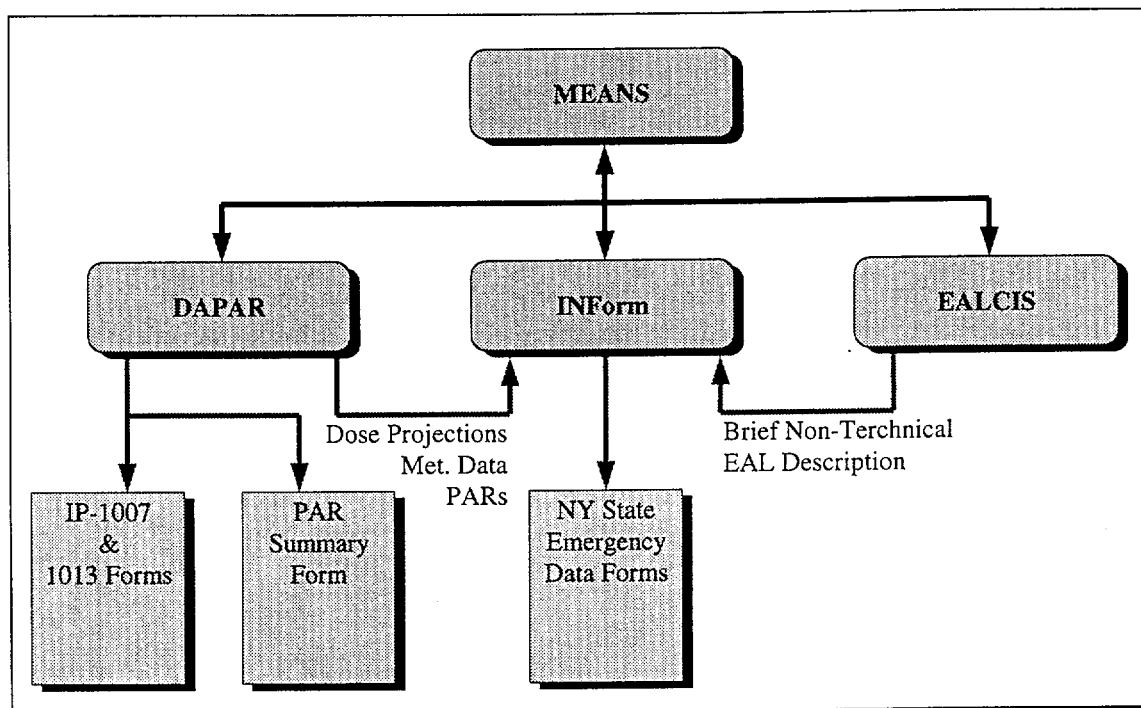 MEANS
DAPAR
INForm
EALCIS
Dose Projections
Met. Data
PARs
Brief Non-Terchnical
EAL Description
IP-1007
&
1013 Forms
PAR
Summary
Form
NY State
Emergency
Data Forms